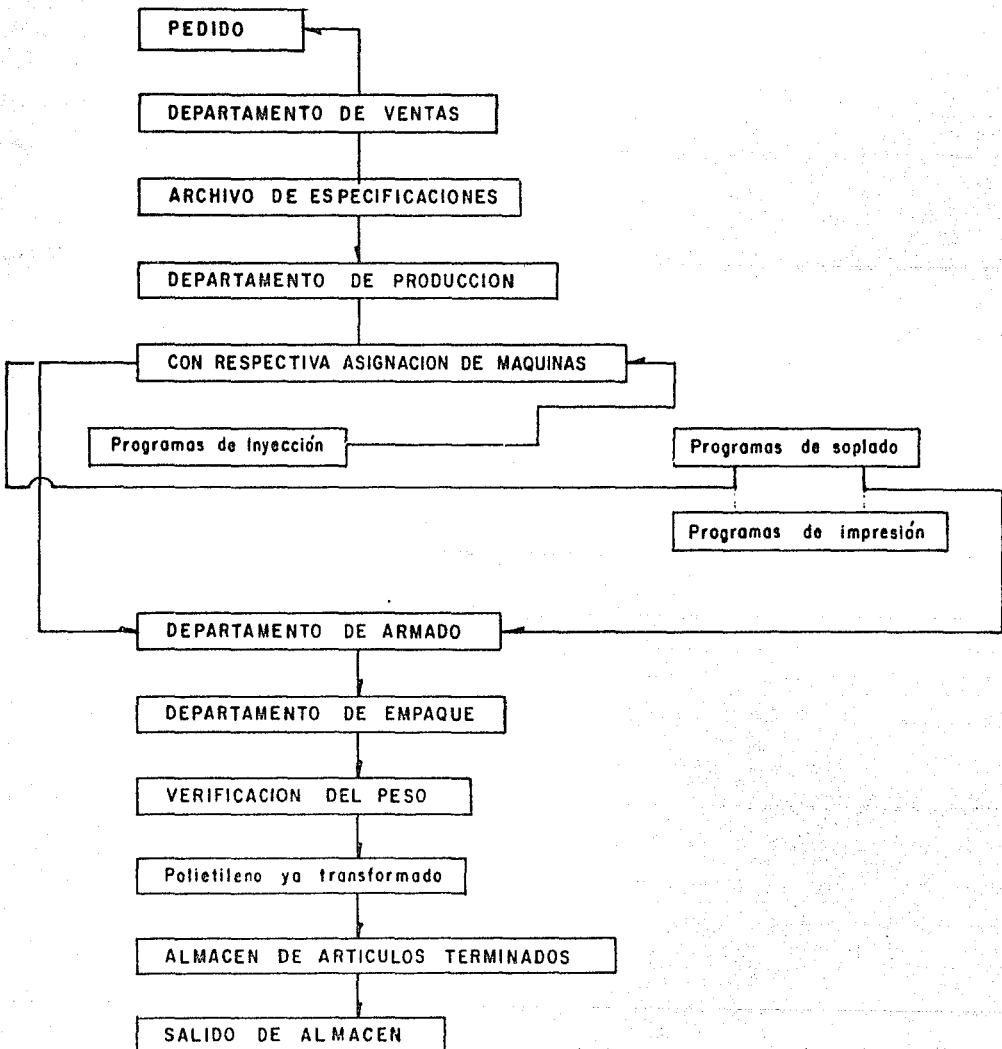 PEDIDO
DEPARTAMENTO DE VENTAS
ARCHIVO DE ESPECIFICACIONES
DEPARTAMENTO DE PRODUCCION
CON RESPECTIVA ASIGNACION DE MAQUINAS
Programas de Inyección
Programas de soplado
Programas de impresión
DEPARTAMENTO DE ARMADO
DEPARTAMENTO DE EMPAQUE
VERIFICACION DEL PESO
Polietileno ya transformado
ALMACEN DE ARTICULOS TERMINADOS
SALIDO DE ALMACEN